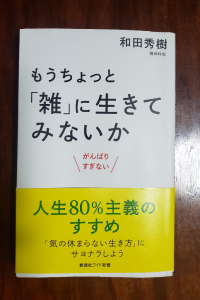 和田秀樹
精神科医
もうちょっと
「雑」に生きて
みないか
がんばり
すぎない
人生80%主義の
すすめ
「気の休まらない生き方」に
サヨナラしよう
新講社ワイド新書